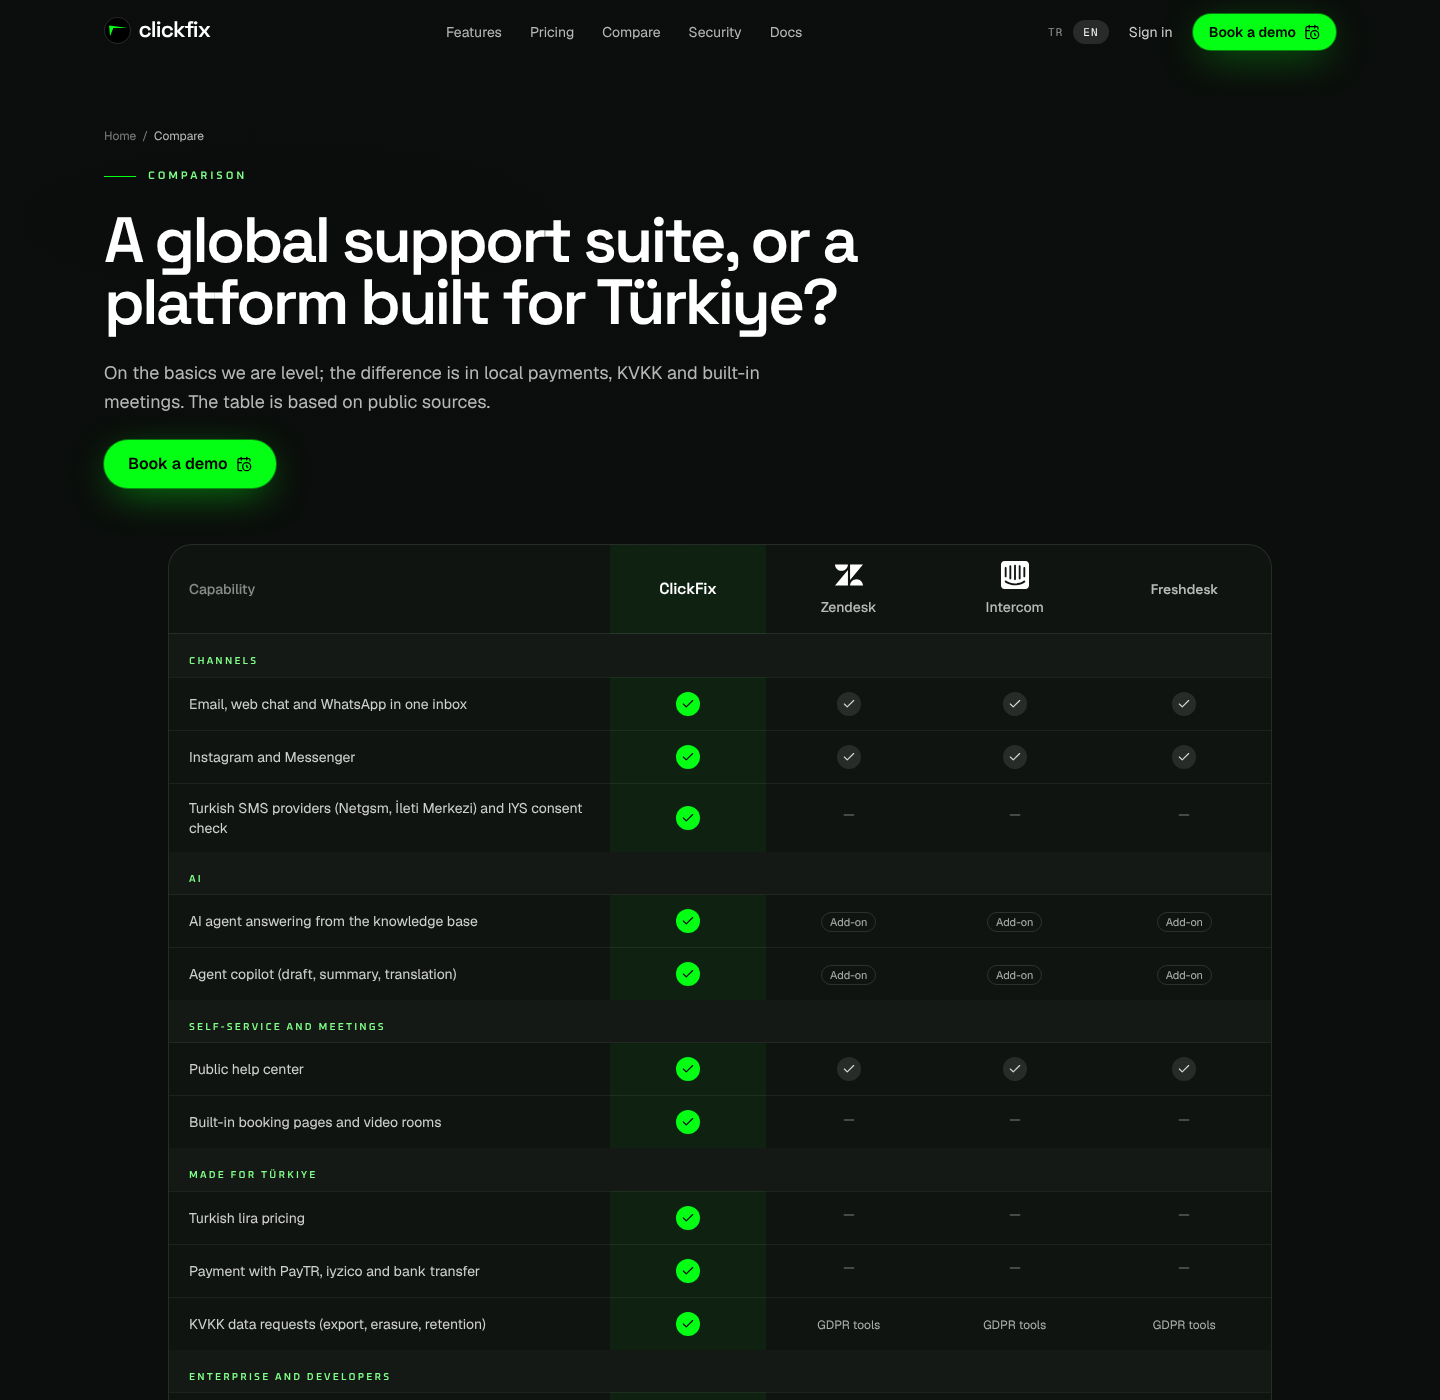 clickfix
Features Pricing Compare Security Docs
TR EN Sign in Book a demo
Home / Compare
COMPARISON
A global support suite, or a
platform built for Türkiye?
On the basics we are level; the difference is in local payments, KVKK and built-in
meetings. The table is based on public sources.
Book a demo
Capability ClickFix Zendesk Intercom Freshdesk
CHANNELS
Email, web chat and WhatsApp in one inbox
Instagram and Messenger
Turkish SMS providers (Netgsm, İleti Merkezi) and IYS consent
check
AI
AI agent answering from the knowledge base Add-on Add-on Add-on
Agent copilot (draft, summary, translation) Add-on Add-on Add-on
SELF-SERVICE AND MEETINGS
Public help center
Built-in booking pages and video rooms
MADE FOR TÜRKIYE
Turkish lira pricing
Payment with PayTR, iyzico and bank transfer
KVKK data requests (export, erasure, retention) GDPR tools GDPR tools GDPR tools
ENTERPRISE AND DEVELOPERS